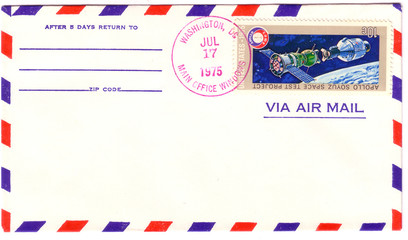 AFTER 5 DAYS RETURN TO
ZIP CODE
WASHINGTON, DC
JUL
17
1975
MAIN OFFICE WINDOWS
10c
APOLLO SOYUZ SPACE TEST PROJECT
VIA AIR MAIL